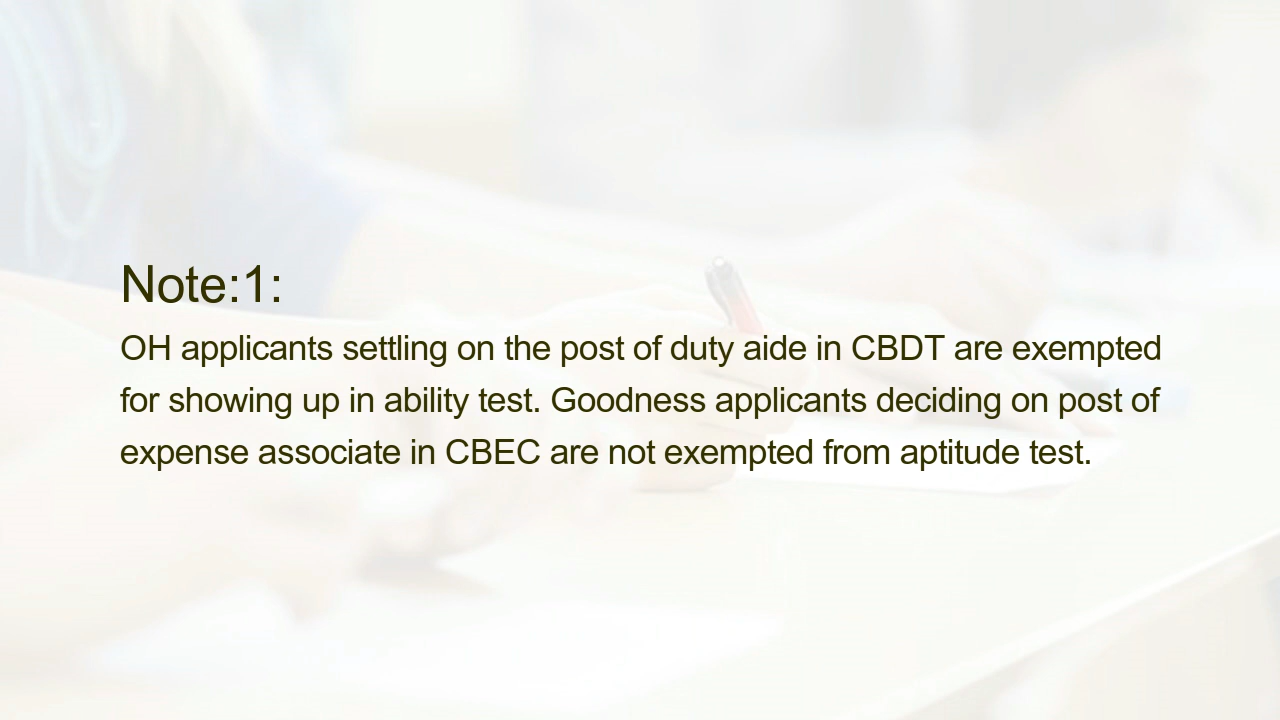 Note:1:
OH applicants settling on the post of duty aide in CBDT are exempted
for showing up in ability test. Goodness applicants deciding on post of
expense associate in CBEC are not exempted from aptitude test.